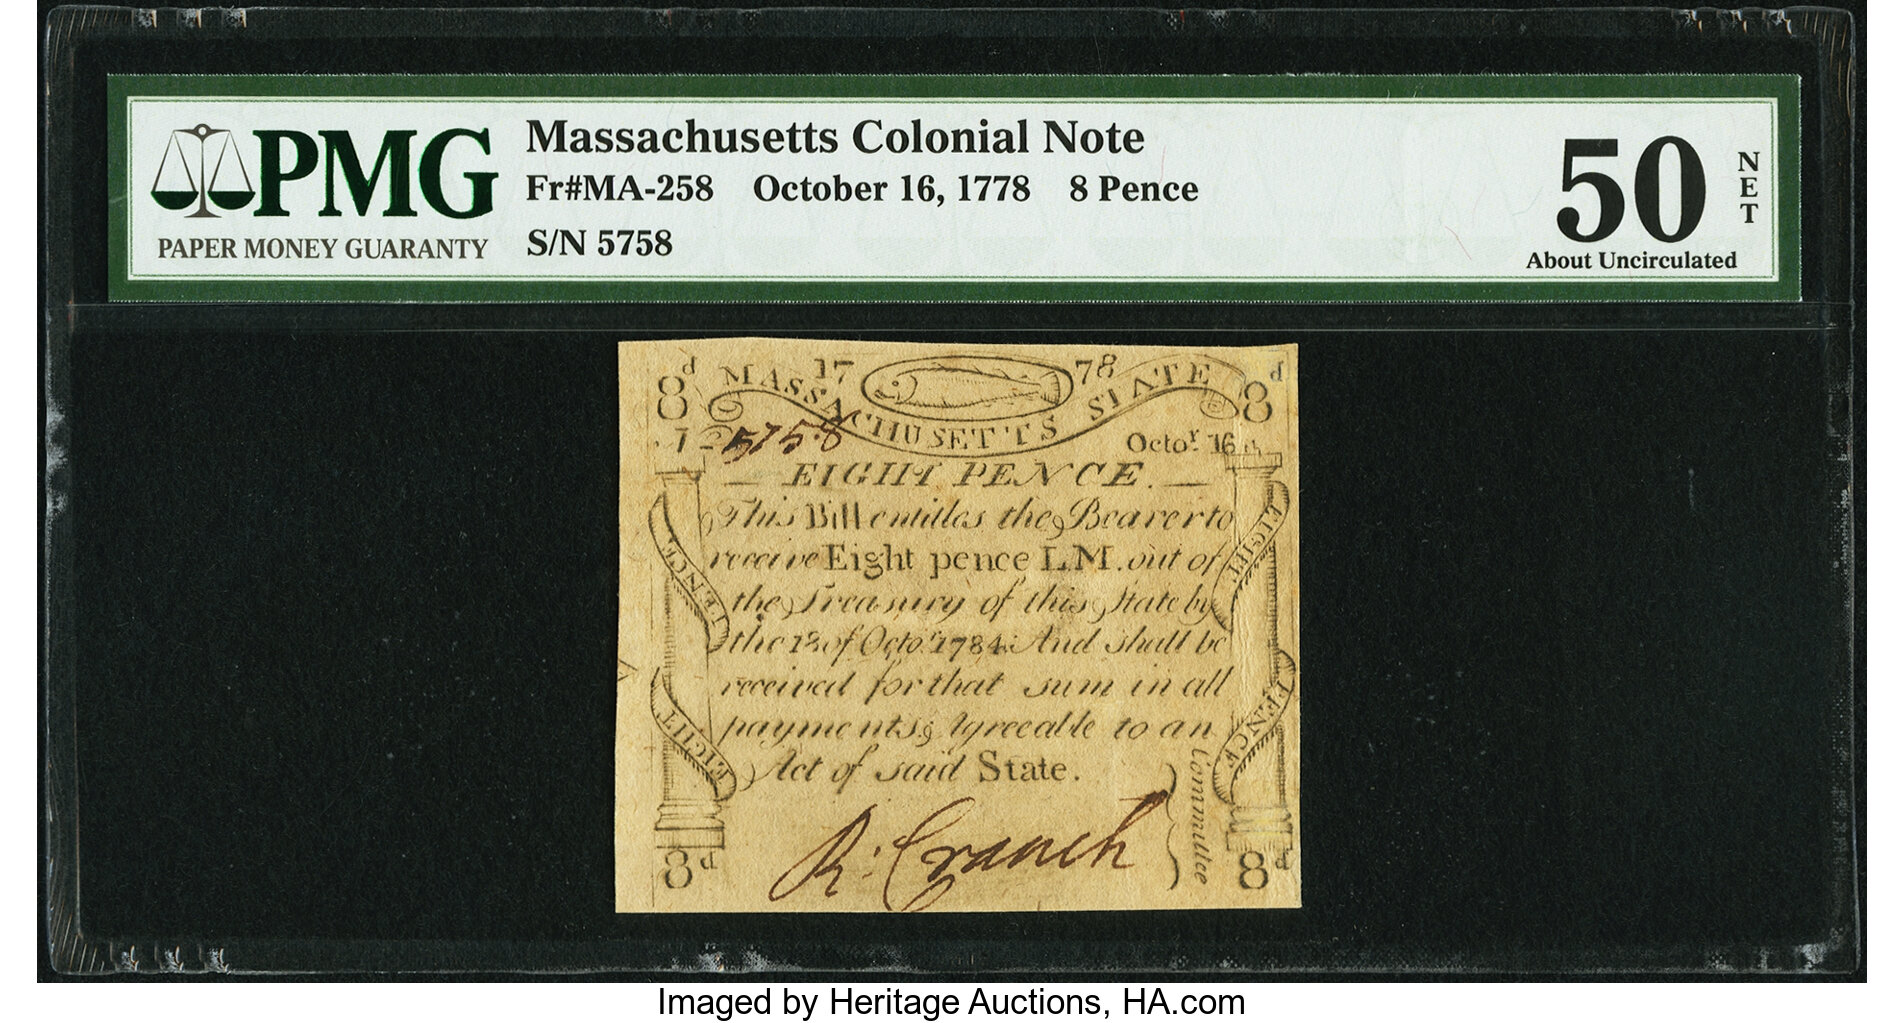 PMG
PAPER MONEY GUARANTY
Massachusetts Colonial Note
Fr#MA-258 October 16, 1778 8 Pence
S/N 5758
50
NET
About Uncirculated
8d 17 78 8d
MASSACHUSETTS STATE
5758 Octor. 16th
EIGHT PENCE.
This Bill entitles the Bearer to
receive Eight pence LM. out of
the Treasury of this State by
the 18 of Octor. 1784. And shall be
received for that sum in all
payments; Agreeable to an
Act of said State.
EIGHT PENCE
EIGHT PENCE
R: Cranch
Committee
8d 8d
Imaged by Heritage Auctions, HA.com